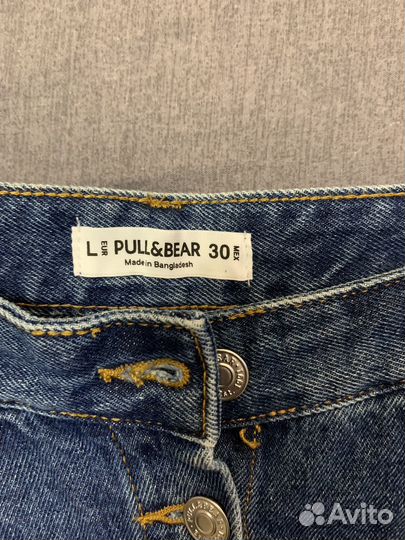 L EUR PULL&BEAR 30 MEX
Made in Bangladesh
Avito